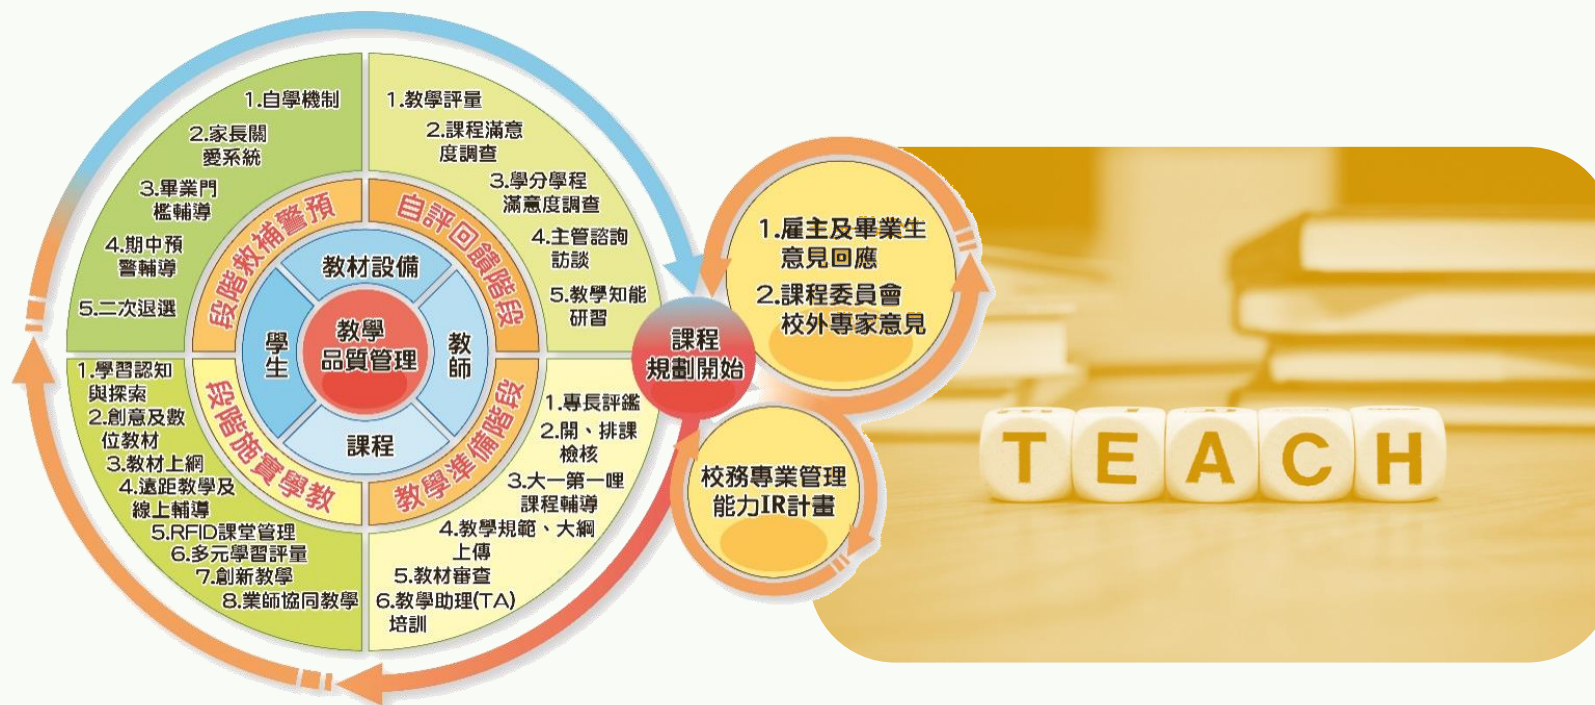 1.自學機制
2.家長關
愛系統
3.畢業門
檻輔導
4.期中預
警輔導
5.二次退選
預警補救階段
1.教學評量
2.課程滿意
度調查
3.學分學程
滿意度調查
4.主管諮詢
訪談
5.教學知能
研習
自評回饋階段
教材設備
學生
教學
品質管理
教師
課程
1.學習認知
與探索
2.創意及數
位教材
3.教材上網
4.遠距教學及
線上輔導
5.RFID課堂管理
6.多元學習評量
7.創新教學
8.業師協同教學
教學實施階段
教學準備階段
1.專長評鑑
2.開、排課
檢核
3.大一第一哩
課程輔導
4.教學規範、大綱
上傳
5.教材審查
6.教學助理(TA)
培訓
課程
規劃開始
1.雇主及畢業生
意見回應
2.課程委員會
校外專家意見
校務專業管理
能力IR計畫
TEACH